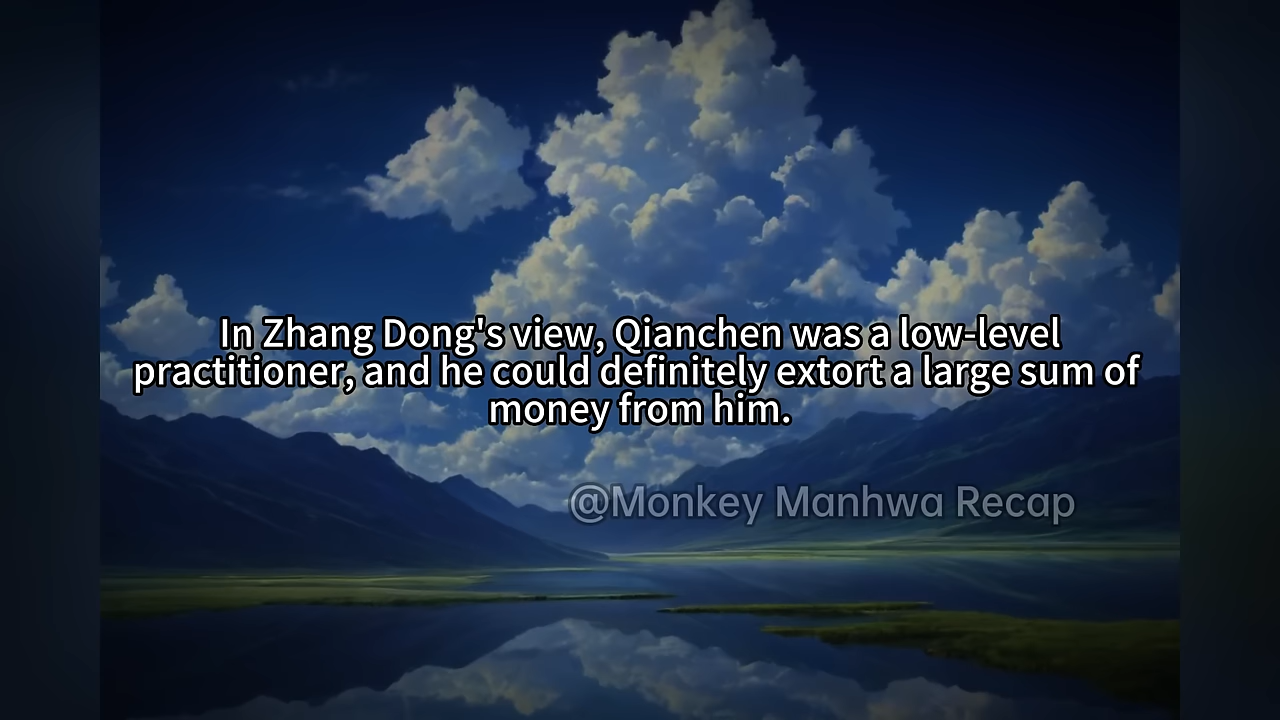 In Zhang Dong's view, Qianchen was a low-level
practitioner, and he could definitely extort a large sum of
money from him.
@Monkey Manhwa Recap